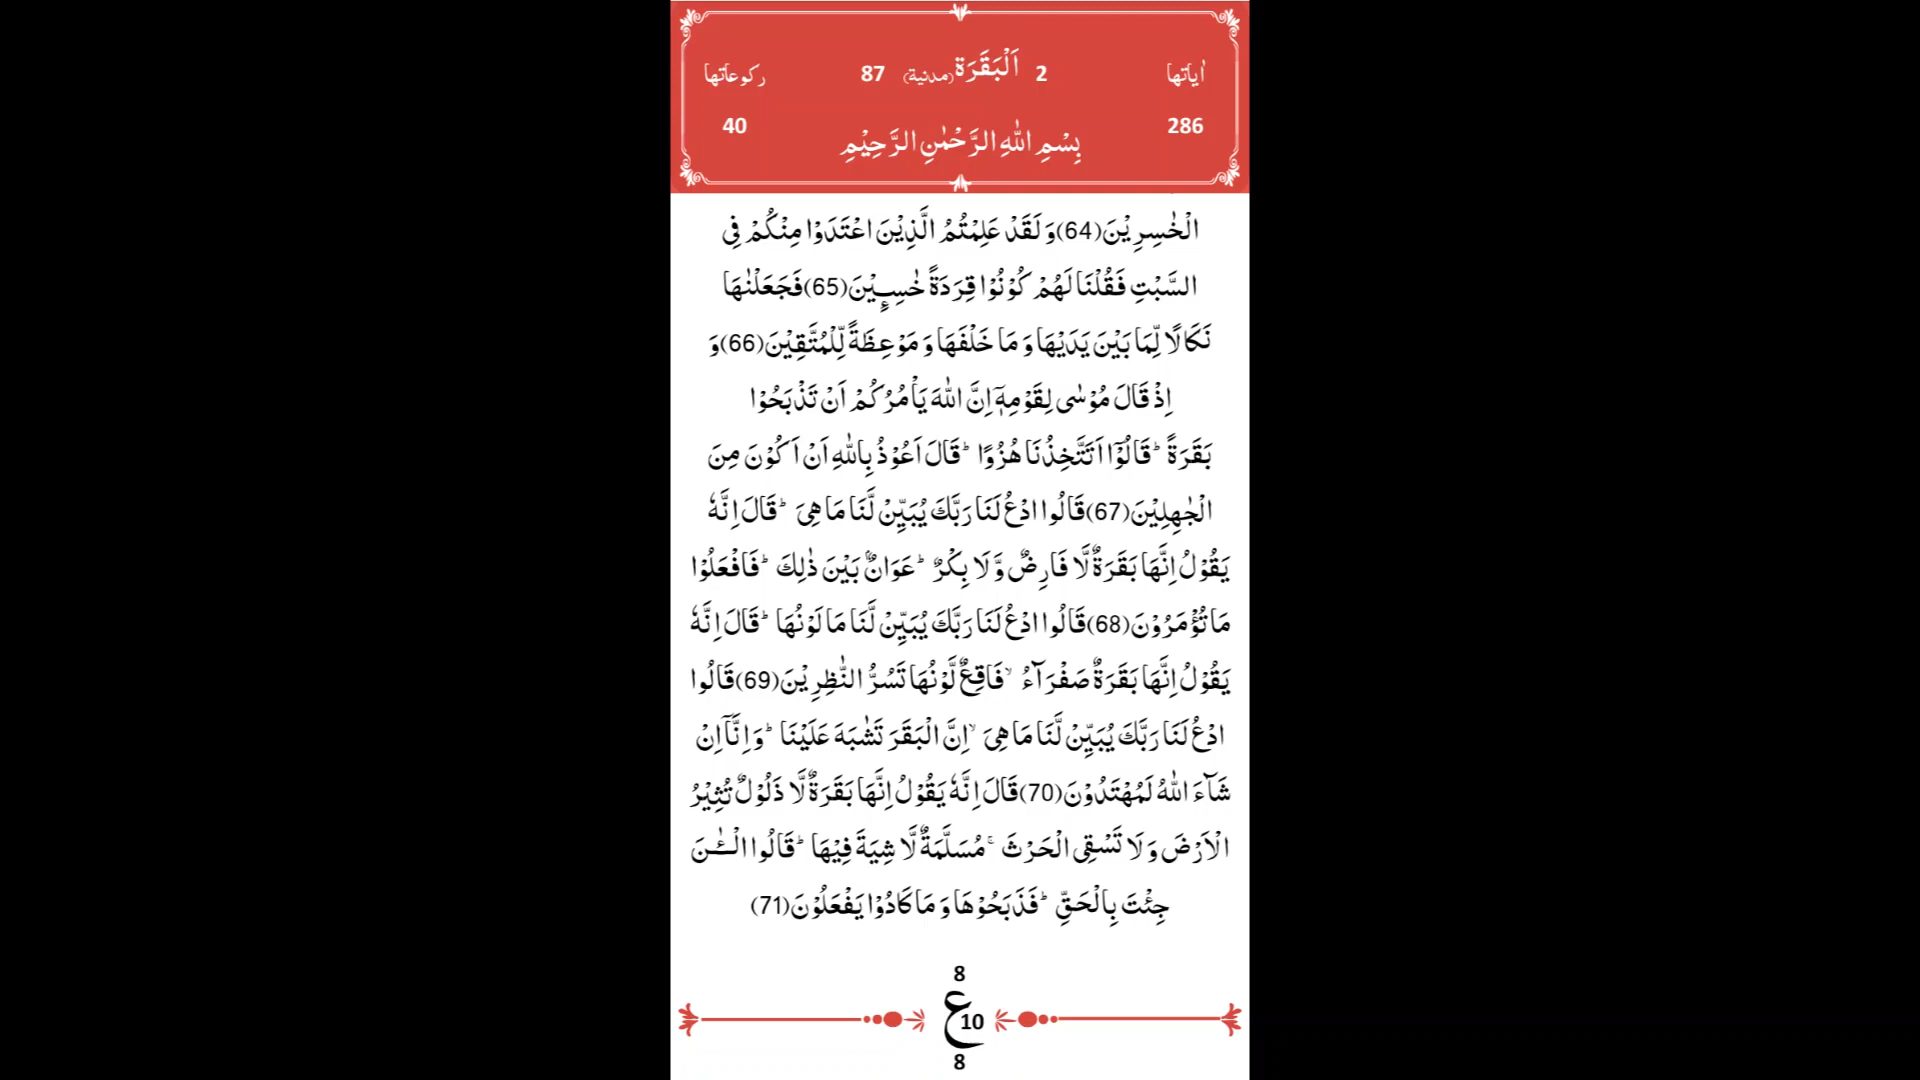 اٰیاتها 2 اَلْبَقَرَة (مدنیة) 87 رکوعاتها
286 40
بِسْمِ اللّٰهِ الرَّحْمٰنِ الرَّحِیْمِ
الْخٰسِرِیْنَ(64)وَ لَقَدْ عَلِمْتُمُ الَّذِیْنَ اعْتَدَوْا مِنْكُمْ فِی
السَّبْتِ فَقُلْنَا لَهُمْ كُوْنُوْا قِرَدَةً خٰسِـٕیْنَ(65)فَجَعَلْنٰهَا
نَكَالًا لِّمَا بَیْنَ یَدَیْهَا وَ مَا خَلْفَهَا وَ مَوْعِظَةً لِّلْمُتَّقِیْنَ(66)وَ
اِذْ قَالَ مُوْسٰى لِقَوْمِهٖۤ اِنَّ اللّٰهَ یَاْمُرُكُمْ اَنْ تَذْبَحُوْا
بَقَرَةًؕ قَالُوْۤا اَتَتَّخِذُنَا هُزُوًاؕ قَالَ اَعُوْذُ بِاللّٰهِ اَنْ اَكُوْنَ مِنَ
الْجٰهِلِیْنَ(67)قَالُوا ادْعُ لَنَا رَبَّكَ یُبَیِّنْ لَّنَا مَا هِیَؕ قَالَ اِنَّهٗ
یَقُوْلُ اِنَّهَا بَقَرَةٌ لَّا فَارِضٌ وَّ لَا بِكْرٌؕ عَوَانٌۢ بَیْنَ ذٰلِكَؕ فَافْعَلُوْا
مَا تُؤْمَرُوْنَ(68)قَالُوا ادْعُ لَنَا رَبَّكَ یُبَیِّنْ لَّنَا مَا لَوْنُهَاؕ قَالَ اِنَّهٗ
یَقُوْلُ اِنَّهَا بَقَرَةٌ صَفْرَآءُۙ فَاقِعٌ لَّوْنُهَا تَسُرُّ النّٰظِرِیْنَ(69)قَالُوا
ادْعُ لَنَا رَبَّكَ یُبَیِّنْ لَّنَا مَا هِیَۙ اِنَّ الْبَقَرَ تَشٰبَهَ عَلَیْنَاؕ وَ اِنَّاۤ اِنْ
شَآءَ اللّٰهُ لَمُهْتَدُوْنَ(70)قَالَ اِنَّهٗ یَقُوْلُ اِنَّهَا بَقَرَةٌ لَّا ذَلُوْلٌ تُثِیْرُ
الْاَرْضَ وَ لَا تَسْقِی الْحَرْثَۚ مُسَلَّمَةٌ لَّا شِیَةَ فِیْهَاؕ قَالُوا الْـٰٔنَ
جِئْتَ بِالْحَقِّؕ فَذَبَحُوْهَا وَ مَا كَادُوْا یَفْعَلُوْنَ(71)
8
ع 10
8